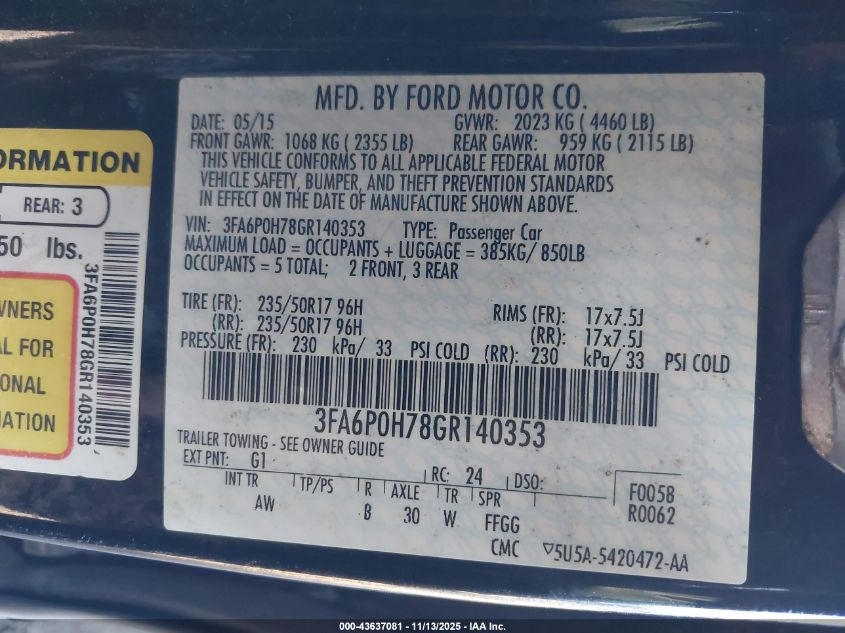 MFD. BY FORD MOTOR CO.
DATE: 05/15 GVWR: 2023 KG ( 4460 LB)
FRONT GAWR: 1068 KG ( 2355 LB) REAR GAWR: 959 KG ( 2115 LB)
THIS VEHICLE CONFORMS TO ALL APPLICABLE FEDERAL MOTOR
VEHICLE SAFETY, BUMPER, AND THEFT PREVENTION STANDARDS
IN EFFECT ON THE DATE OF MANUFACTURE SHOWN ABOVE.
VIN: 3FA6P0H78GR140353 TYPE: Passenger Car
MAXIMUM LOAD = OCCUPANTS + LUGGAGE = 385KG/ 850LB
OCCUPANTS = 5 TOTAL; 2 FRONT, 3 REAR
TIRE (FR): 235/50R17 96H RIMS (FR): 17x7.5J
(RR): 235/50R17 96H (RR): 17x7.5J
PRESSURE (FR): 230 kPa/ 33 PSI COLD (RR): 230 kPa/ 33 PSI COLD
3FA6P0H78GR140353
TRAILER TOWING - SEE OWNER GUIDE
EXT PNT: G1 RC: 24 DSO:
INT TR TP/PS R AXLE TR SPR F0058
AW B 30 W FFGG R0062
CMC ▽5U5A-5420472-AA
ORMATION
REAR: 3
50 lbs.
3FA6P0H78GR140353
WNERS
AL FOR
IONAL
MATION
000-43637081 - 11/13/2025 - IAA Inc.